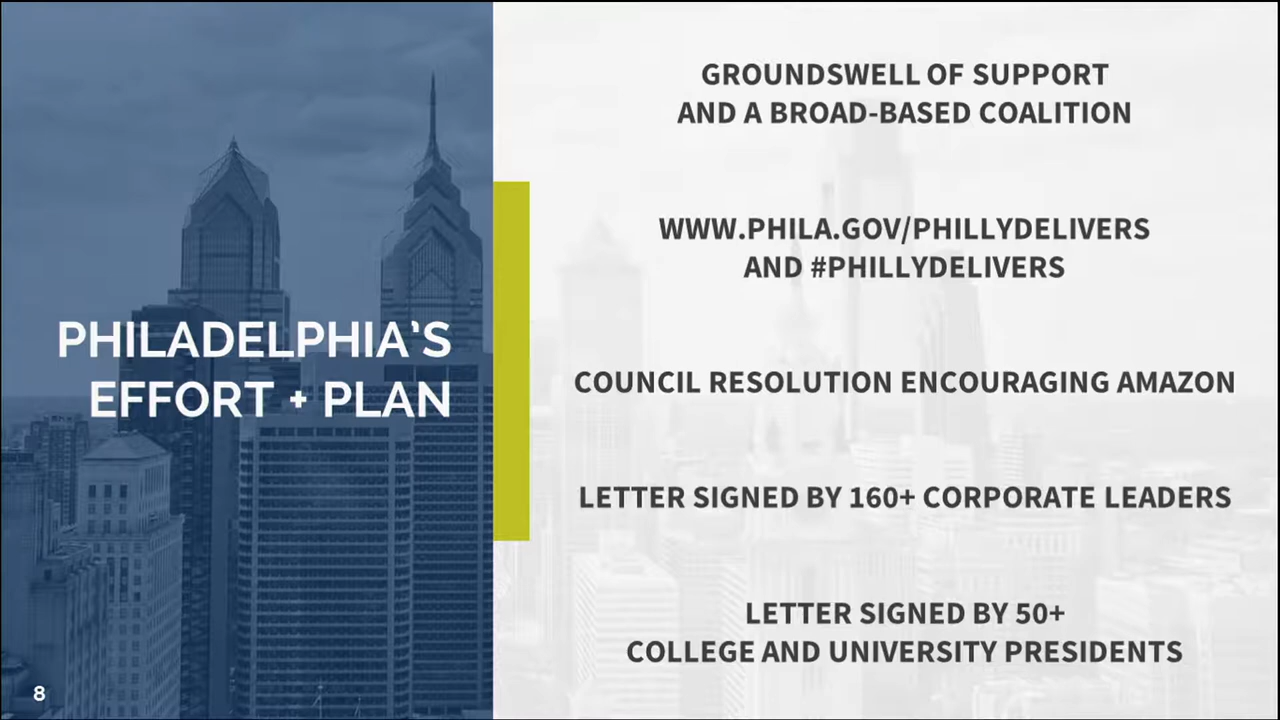 PHILADELPHIA'S
EFFORT + PLAN
GROUNDSWELL OF SUPPORT
AND A BROAD-BASED COALITION
WWW.PHILA.GOV/PHILLYDELIVERS
AND #PHILLYDELIVERS
COUNCIL RESOLUTION ENCOURAGING AMAZON
LETTER SIGNED BY 160+ CORPORATE LEADERS
LETTER SIGNED BY 50+
COLLEGE AND UNIVERSITY PRESIDENTS
8